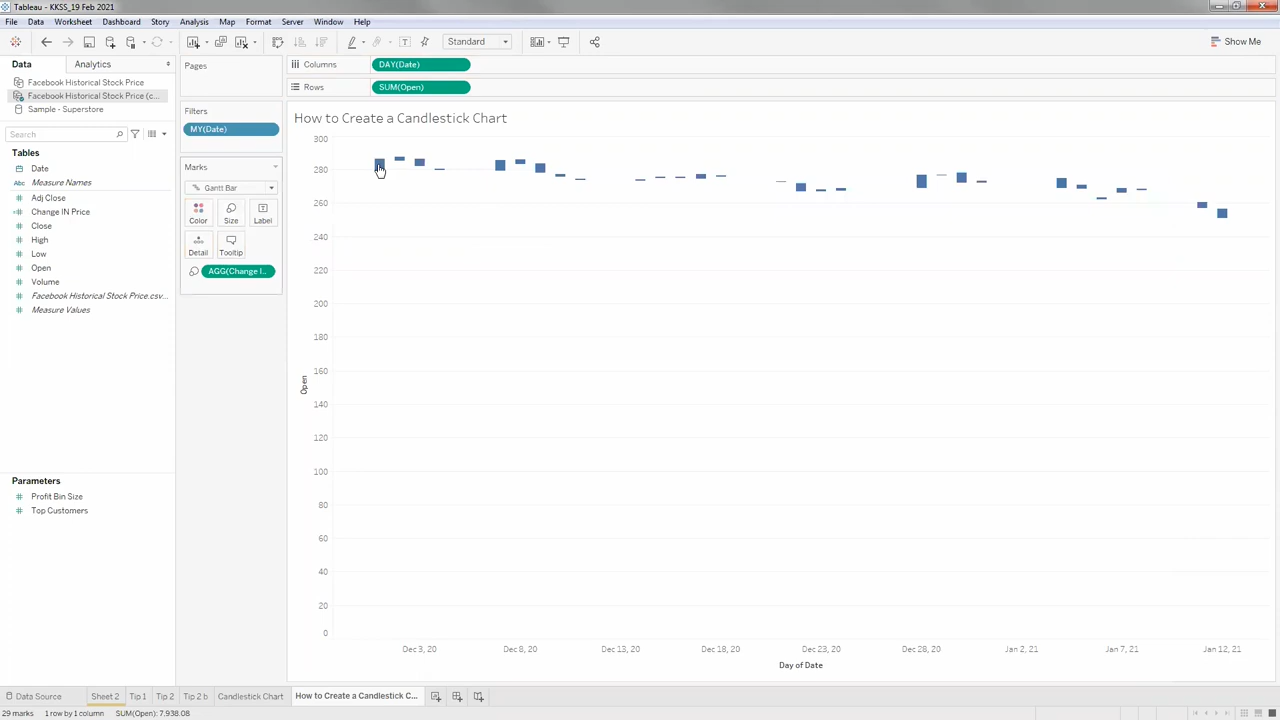 Tableau - KKSS_19 Feb 2021
File Data Worksheet Dashboard Story Analysis Map Format Server Window Help
Standard
Show Me
Data Analytics
Facebook Historical Stock Price
Facebook Historical Stock Price (c...
Sample - Superstore
Search
Tables
Date
Abc Measure Names
Adj Close
Change IN Price
Close
High
Low
Open
Volume
Facebook Historical Stock Price.csv...
Measure Values
Parameters
Profit Bin Size
Top Customers
Pages
Filters
MY(Date)
Marks
Gantt Bar
Color Size Label
Detail Tooltip
AGG(Change I..
Columns DAY(Date)
Rows SUM(Open)
How to Create a Candlestick Chart
300
280
260
240
220
200
180
160
140
120
100
80
60
40
20
0
Open
Dec 3, 20 Dec 8, 20 Dec 13, 20 Dec 18, 20 Dec 23, 20 Dec 28, 20 Jan 2, 21 Jan 7, 21 Jan 12, 21
Day of Date
Data Source Sheet 2 Tip 1 Tip 2 Tip 2 b Candlestick Chart How to Create a Candlestick C...
29 marks 1 row by 1 column SUM(Open): 7,938.08